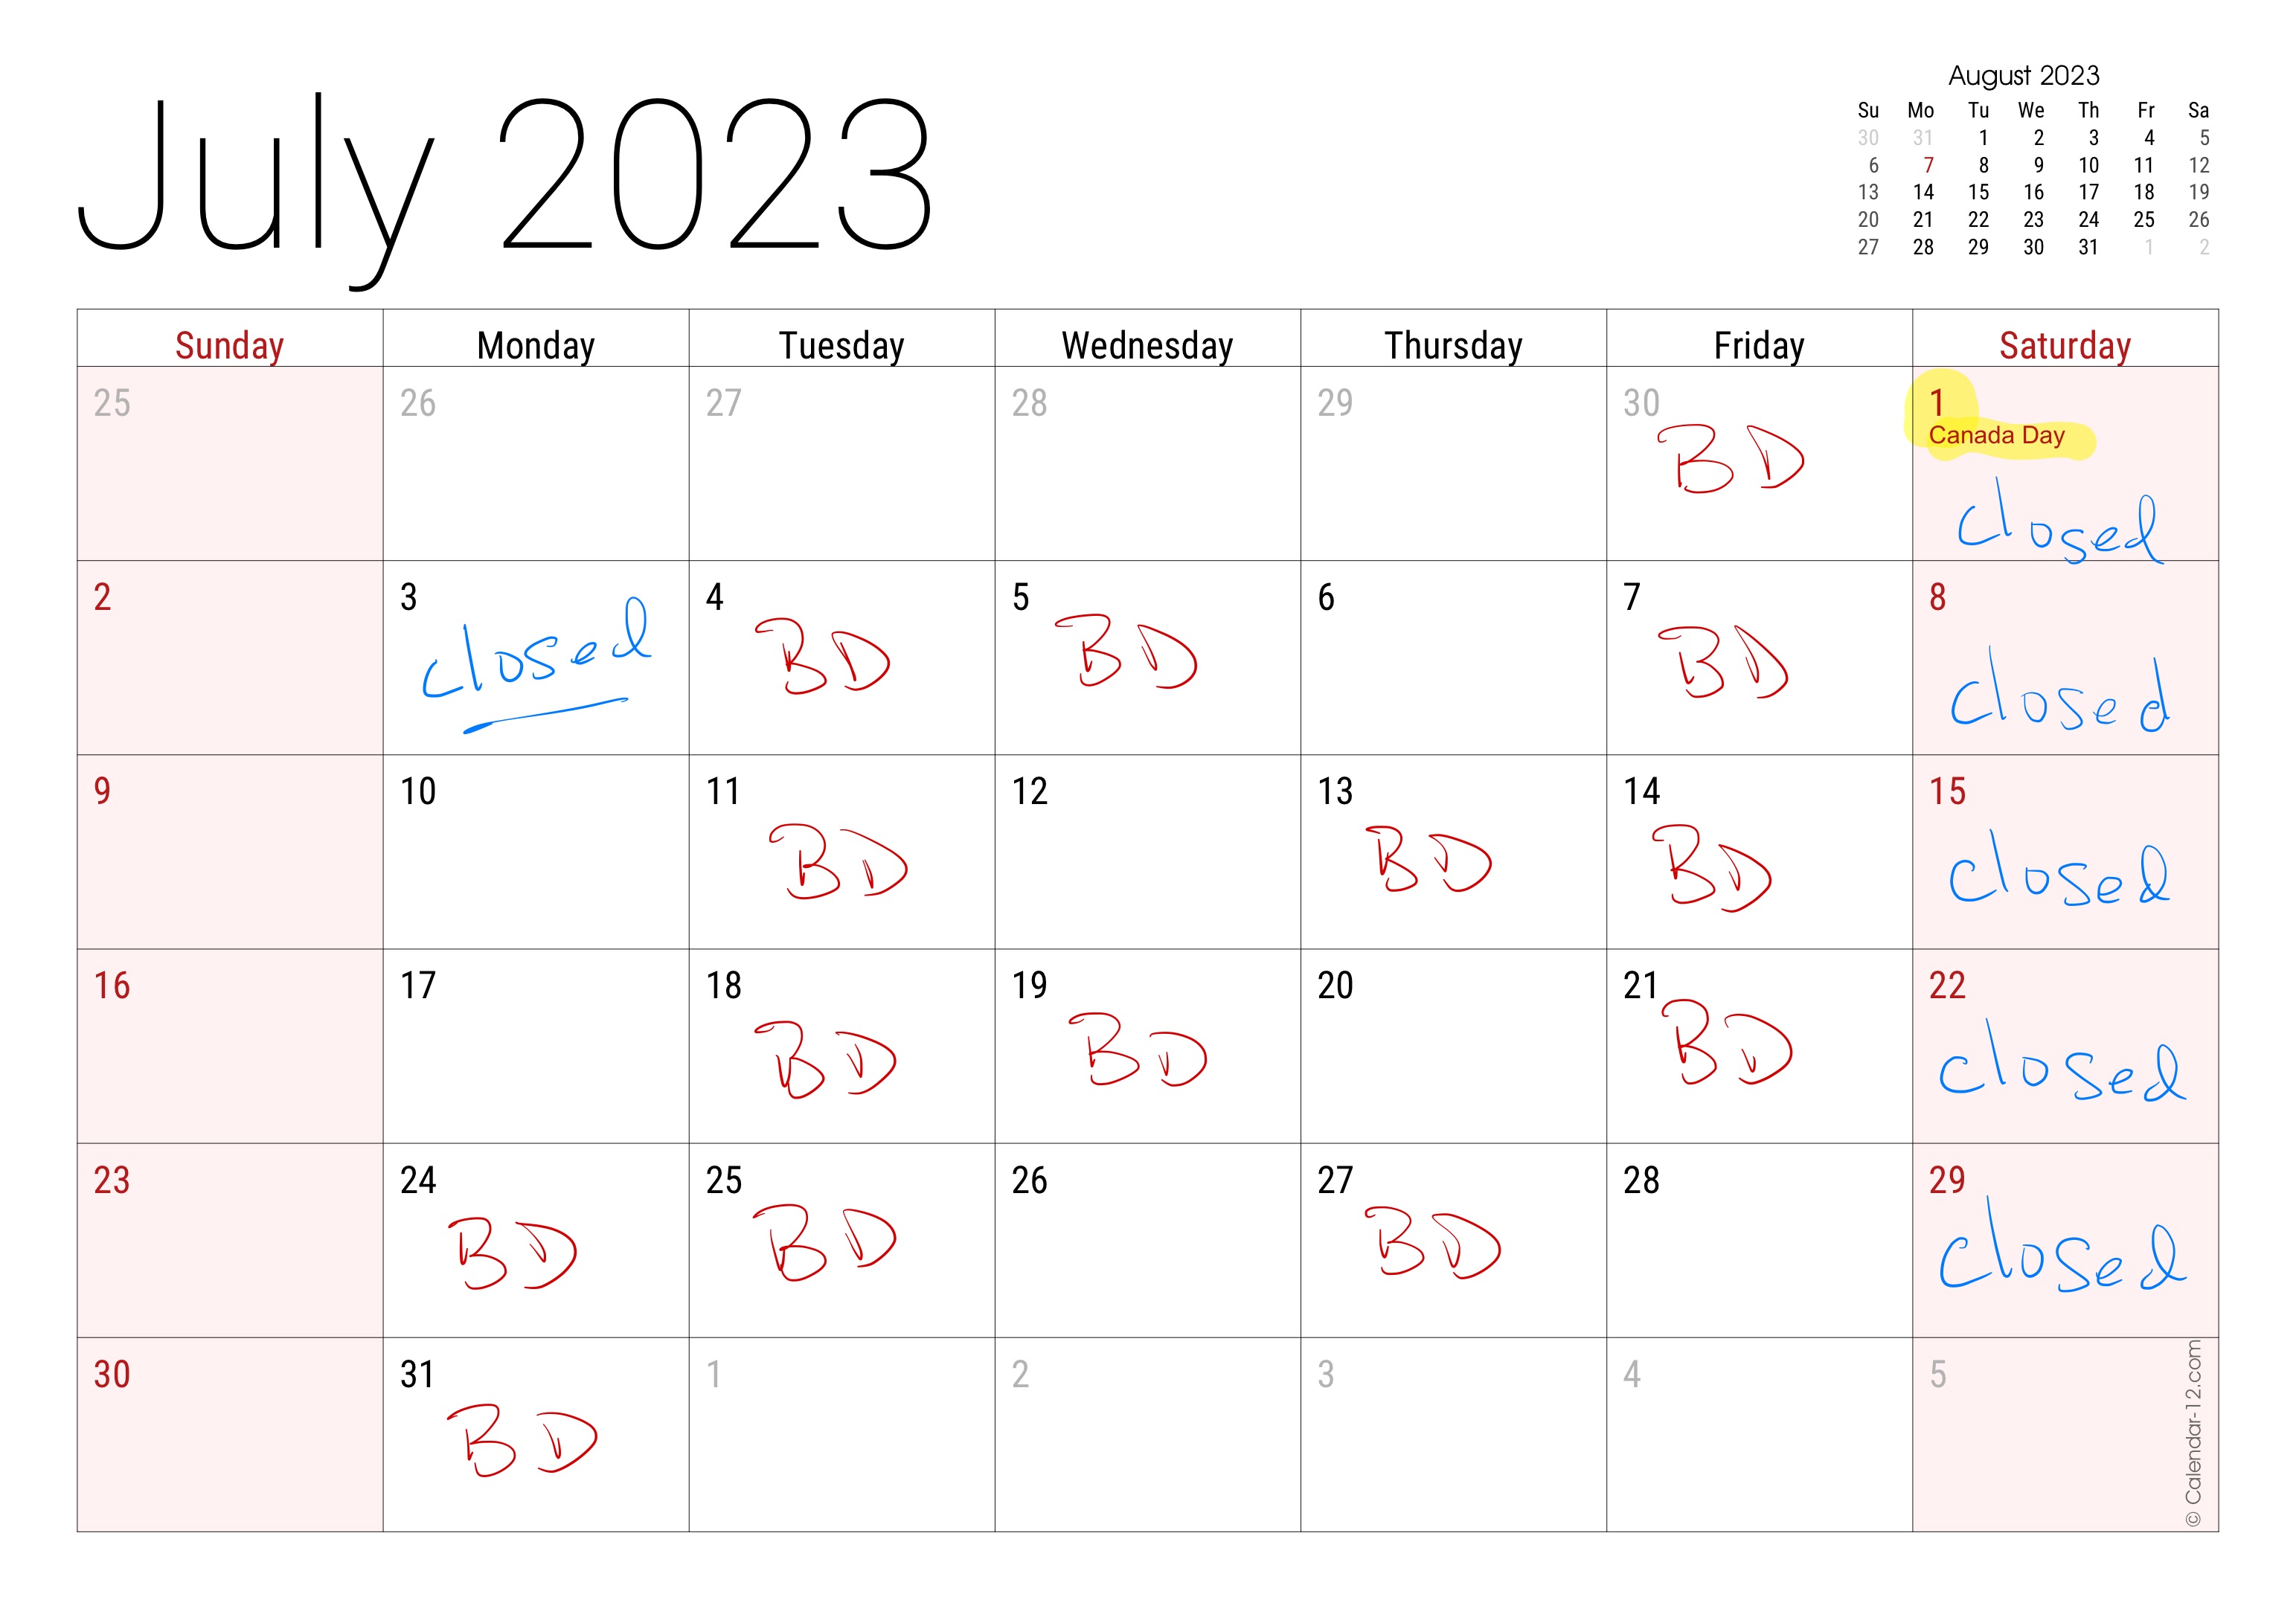 August 2023
Su Mo Tu We Th Fr Sa
30 31 1 2 3 4 5
6 7 8 9 10 11 12
13 14 15 16 17 18 19
20 21 22 23 24 25 26
27 28 29 30 31 1 2
July 2023
Sunday Monday Tuesday Wednesday Thursday Friday Saturday
25 26 27 28 29 30 1
Canada Day
BD closed
2 3 4 5 6 7 8
closed BD BD BD closed
9 10 11 12 13 14 15
BD BD BD closed
16 17 18 19 20 21 22
BD BD BD closed
23 24 25 26 27 28 29
BD BD BD closed
30 31 1 2 3 4 5
BD
© Calendar-12.com